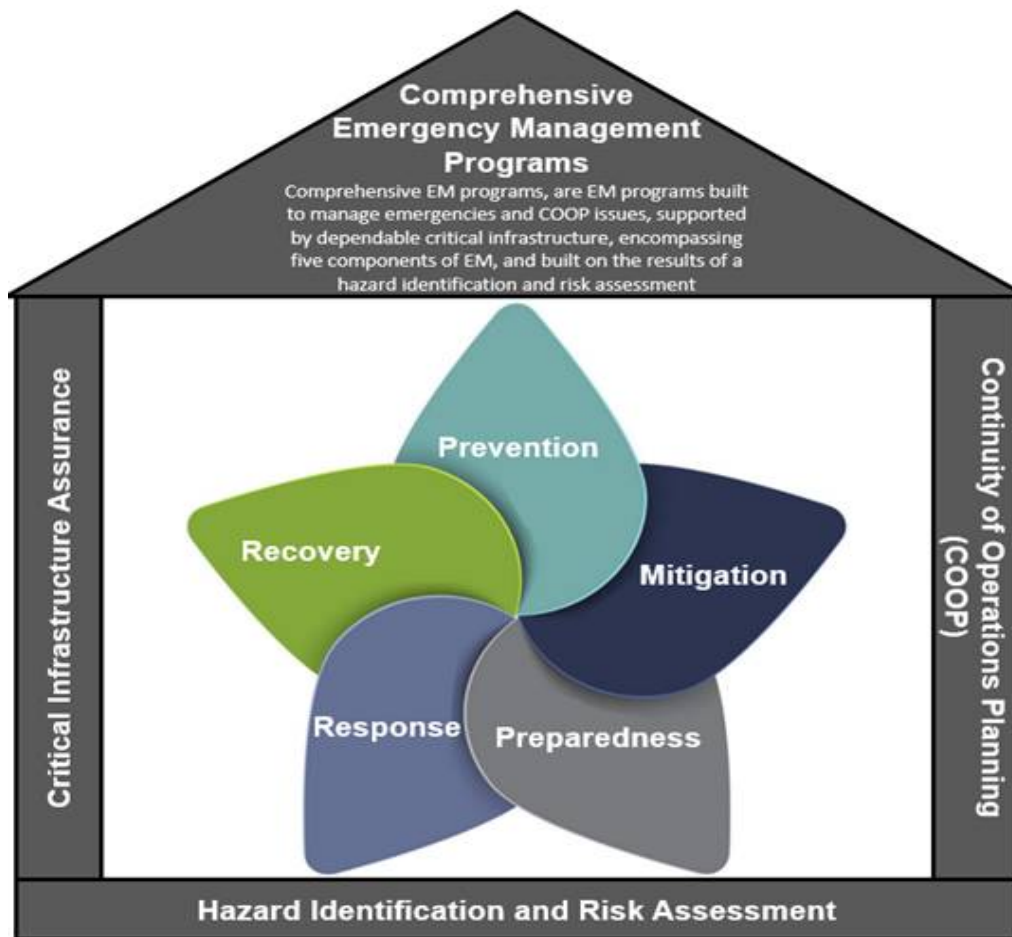 Comprehensive
Emergency Management
Programs
Comprehensive EM programs, are EM programs built
to manage emergencies and COOP issues, supported
by dependable critical infrastructure, encompassing
five components of EM, and built on the results of a
hazard identification and risk assessment
Critical Infrastructure Assurance
Prevention
Recovery
Mitigation
Response
Preparedness
Continuity of Operations Planning
(COOP)
Hazard Identification and Risk Assessment